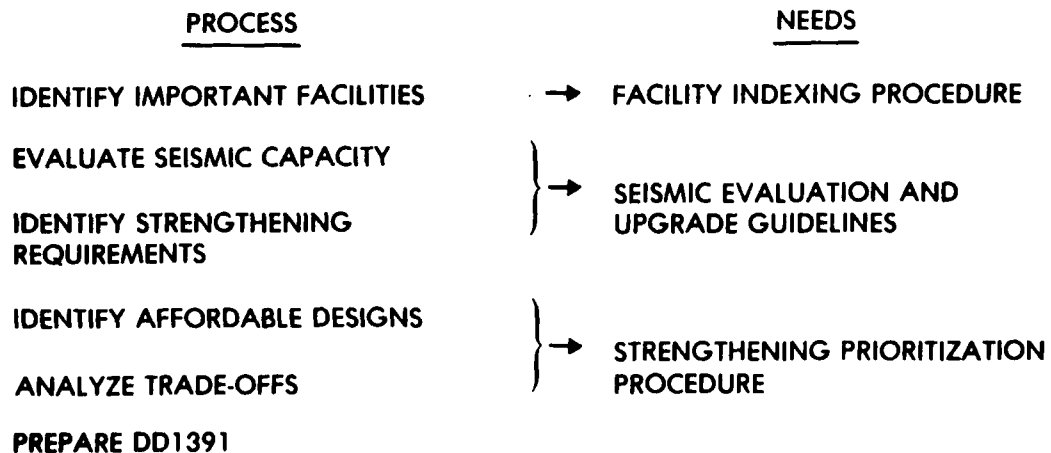 PROCESS
NEEDS
IDENTIFY IMPORTANT FACILITIES → FACILITY INDEXING PROCEDURE
EVALUATE SEISMIC CAPACITY
IDENTIFY STRENGTHENING
REQUIREMENTS
SEISMIC EVALUATION AND
UPGRADE GUIDELINES
IDENTIFY AFFORDABLE DESIGNS
ANALYZE TRADE-OFFS
STRENGTHENING PRIORITIZATION
PROCEDURE
PREPARE DD1391